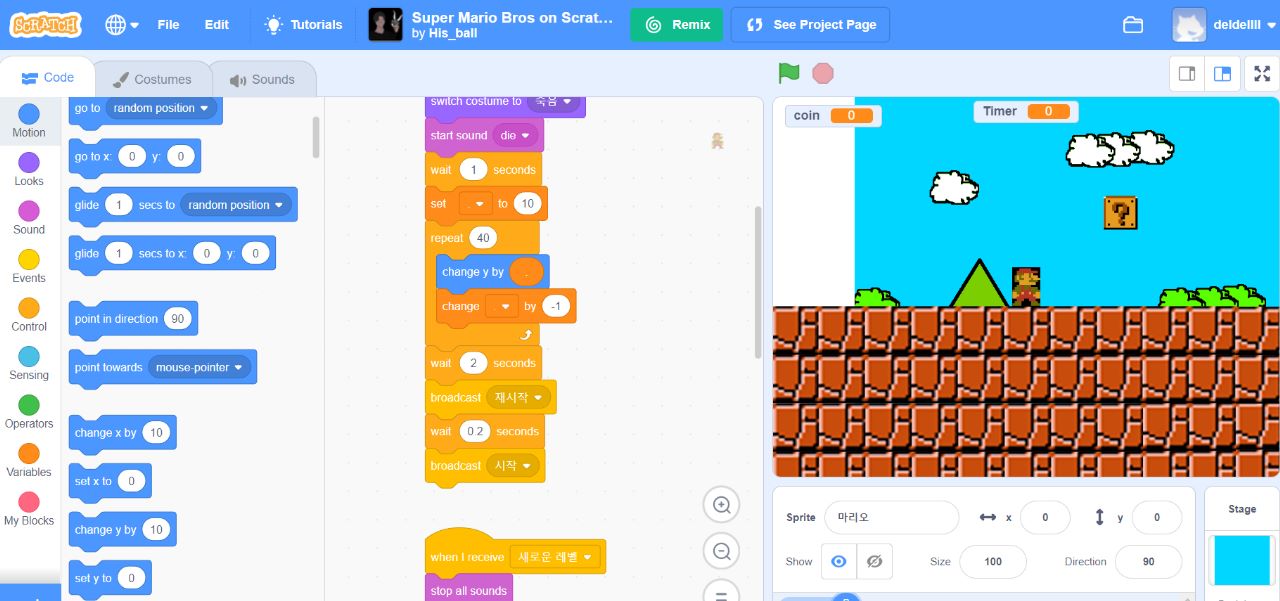 SCRATCH
File
Edit
Tutorials
Super Mario Bros on Scrat...
by His_ball
Remix
See Project Page
deldellll
Code
Costumes
Sounds
Motion
Looks
Sound
Events
Control
Sensing
Operators
Variables
My Blocks
go to random position
go to x: 0 y: 0
glide 1 secs to random position
glide 1 secs to x: 0 y: 0
point in direction 90
point towards mouse-pointer
change x by 10
set x to 0
change y by 10
set y to 0
switch costume to 죽음
start sound die
wait 1 seconds
set . to 10
repeat 40
change y by .
change . by -1
wait 2 seconds
broadcast 재시작
wait 0.2 seconds
broadcast 시작
when I receive 새로운 레벨
stop all sounds
coin 0
Timer 0
?
Sprite 마리오
x 0
y 0
Show
Size 100
Direction 90
Stage